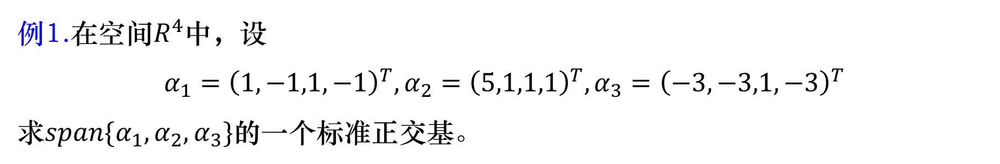 例1.在空间R⁴中，设
α₁ = (1, −1,1, −1)ᵀ, α₂ = (5,1,1,1)ᵀ, α₃ = (−3, −3,1, −3)ᵀ
求span{α₁, α₂, α₃}的一个标准正交基。